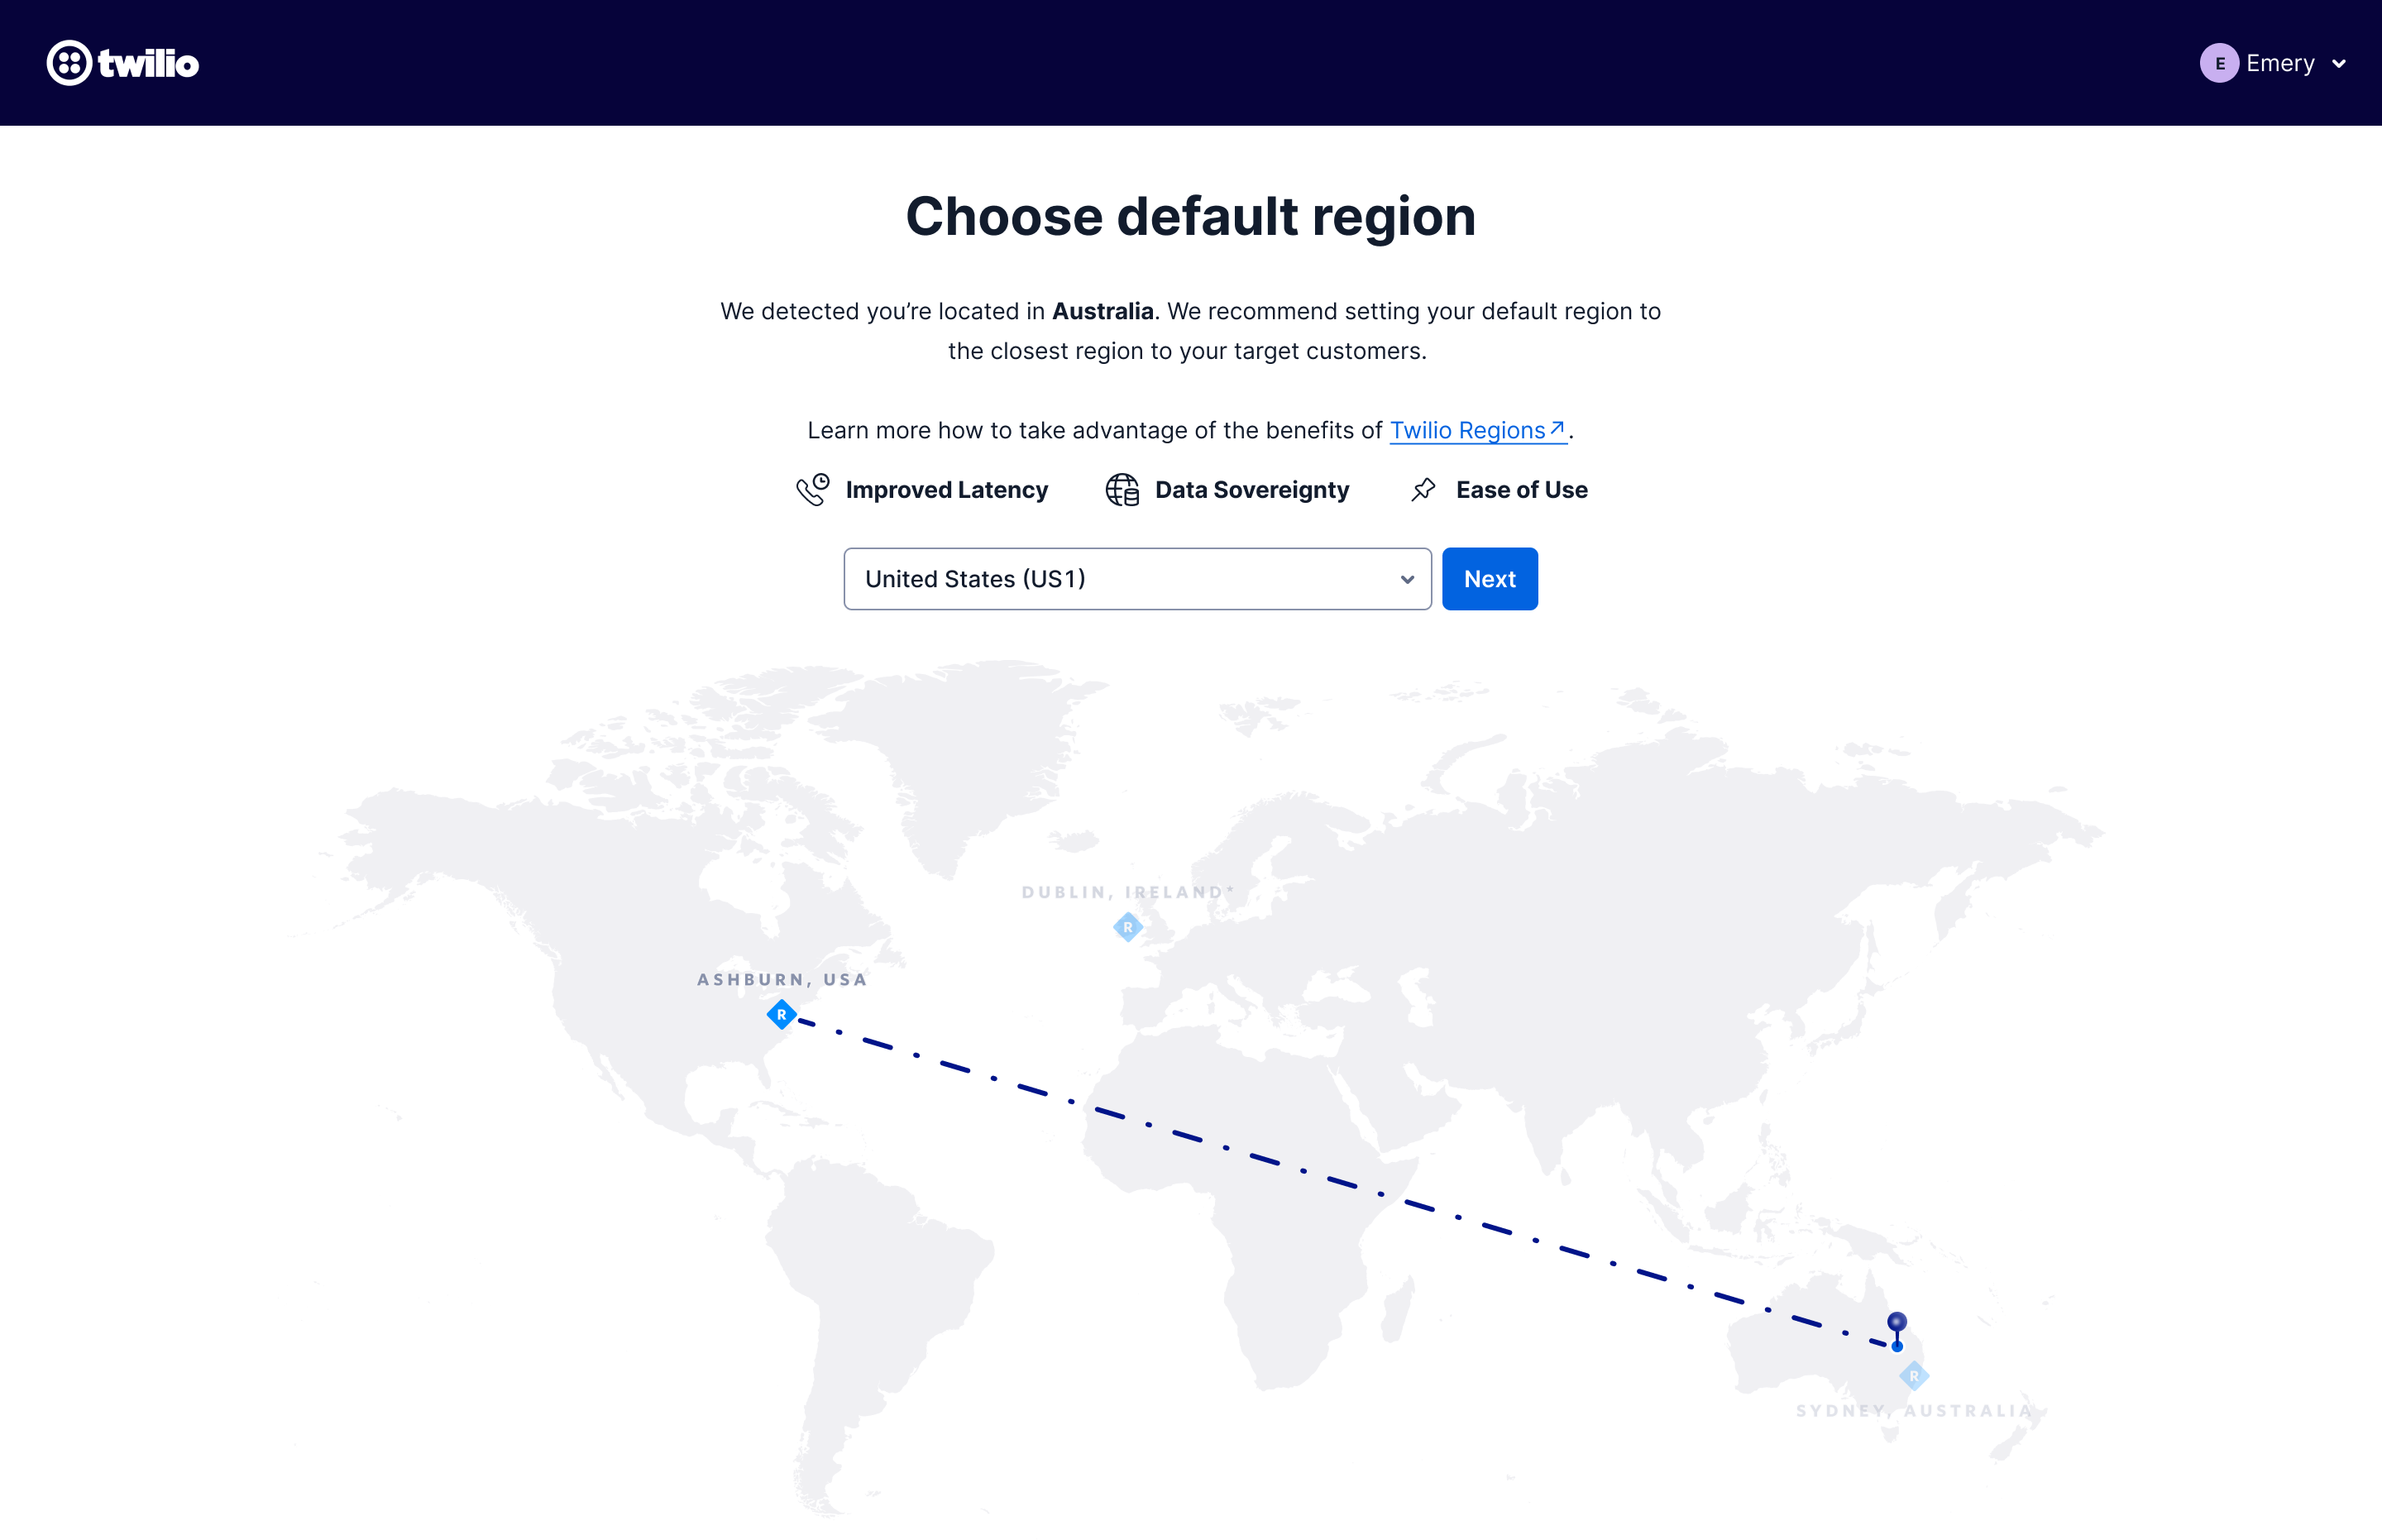 twilio
E Emery
Choose default region
We detected you’re located in Australia. We recommend setting your default region to
the closest region to your target customers.
Learn more how to take advantage of the benefits of Twilio Regions.
Improved Latency Data Sovereignty Ease of Use
United States (US1) Next
DUBLIN, IRELAND*
R
ASHBURN, USA
R
R
SYDNEY, AUSTRALIA